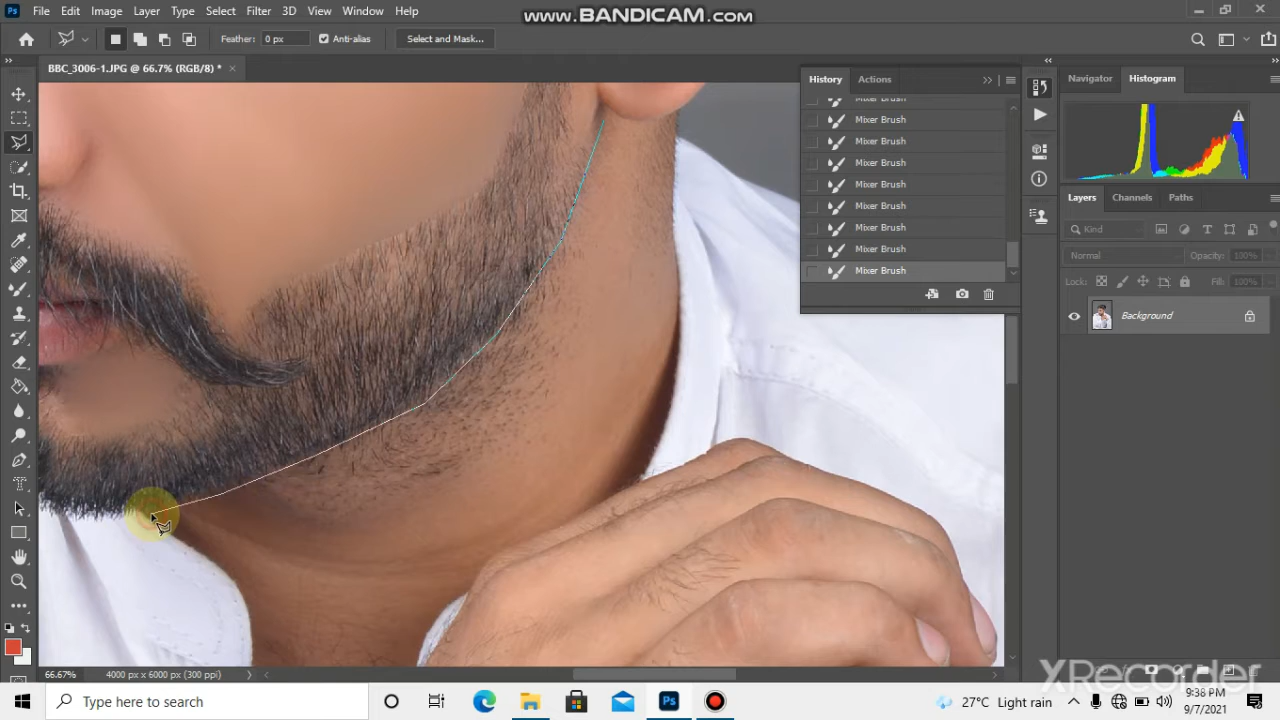 File Edit Image Layer Type Select Filter 3D View Window Help
www.BANDICAM.com
Feather: 0 px
Anti-alias
Select and Mask...
BBC_3006-1.JPG @ 66.7% (RGB/8) *
History
Actions
Mixer Brush
Mixer Brush
Mixer Brush
Mixer Brush
Mixer Brush
Mixer Brush
Mixer Brush
Mixer Brush
Mixer Brush
Navigator
Histogram
Layers
Channels
Paths
Kind
Normal
Opacity: 100%
Lock:
Fill: 100%
Background
66.67%
4000 px x 6000 px (300 ppi)
XRecorder
Type here to search
27°C Light rain
9:38 PM
9/7/2021